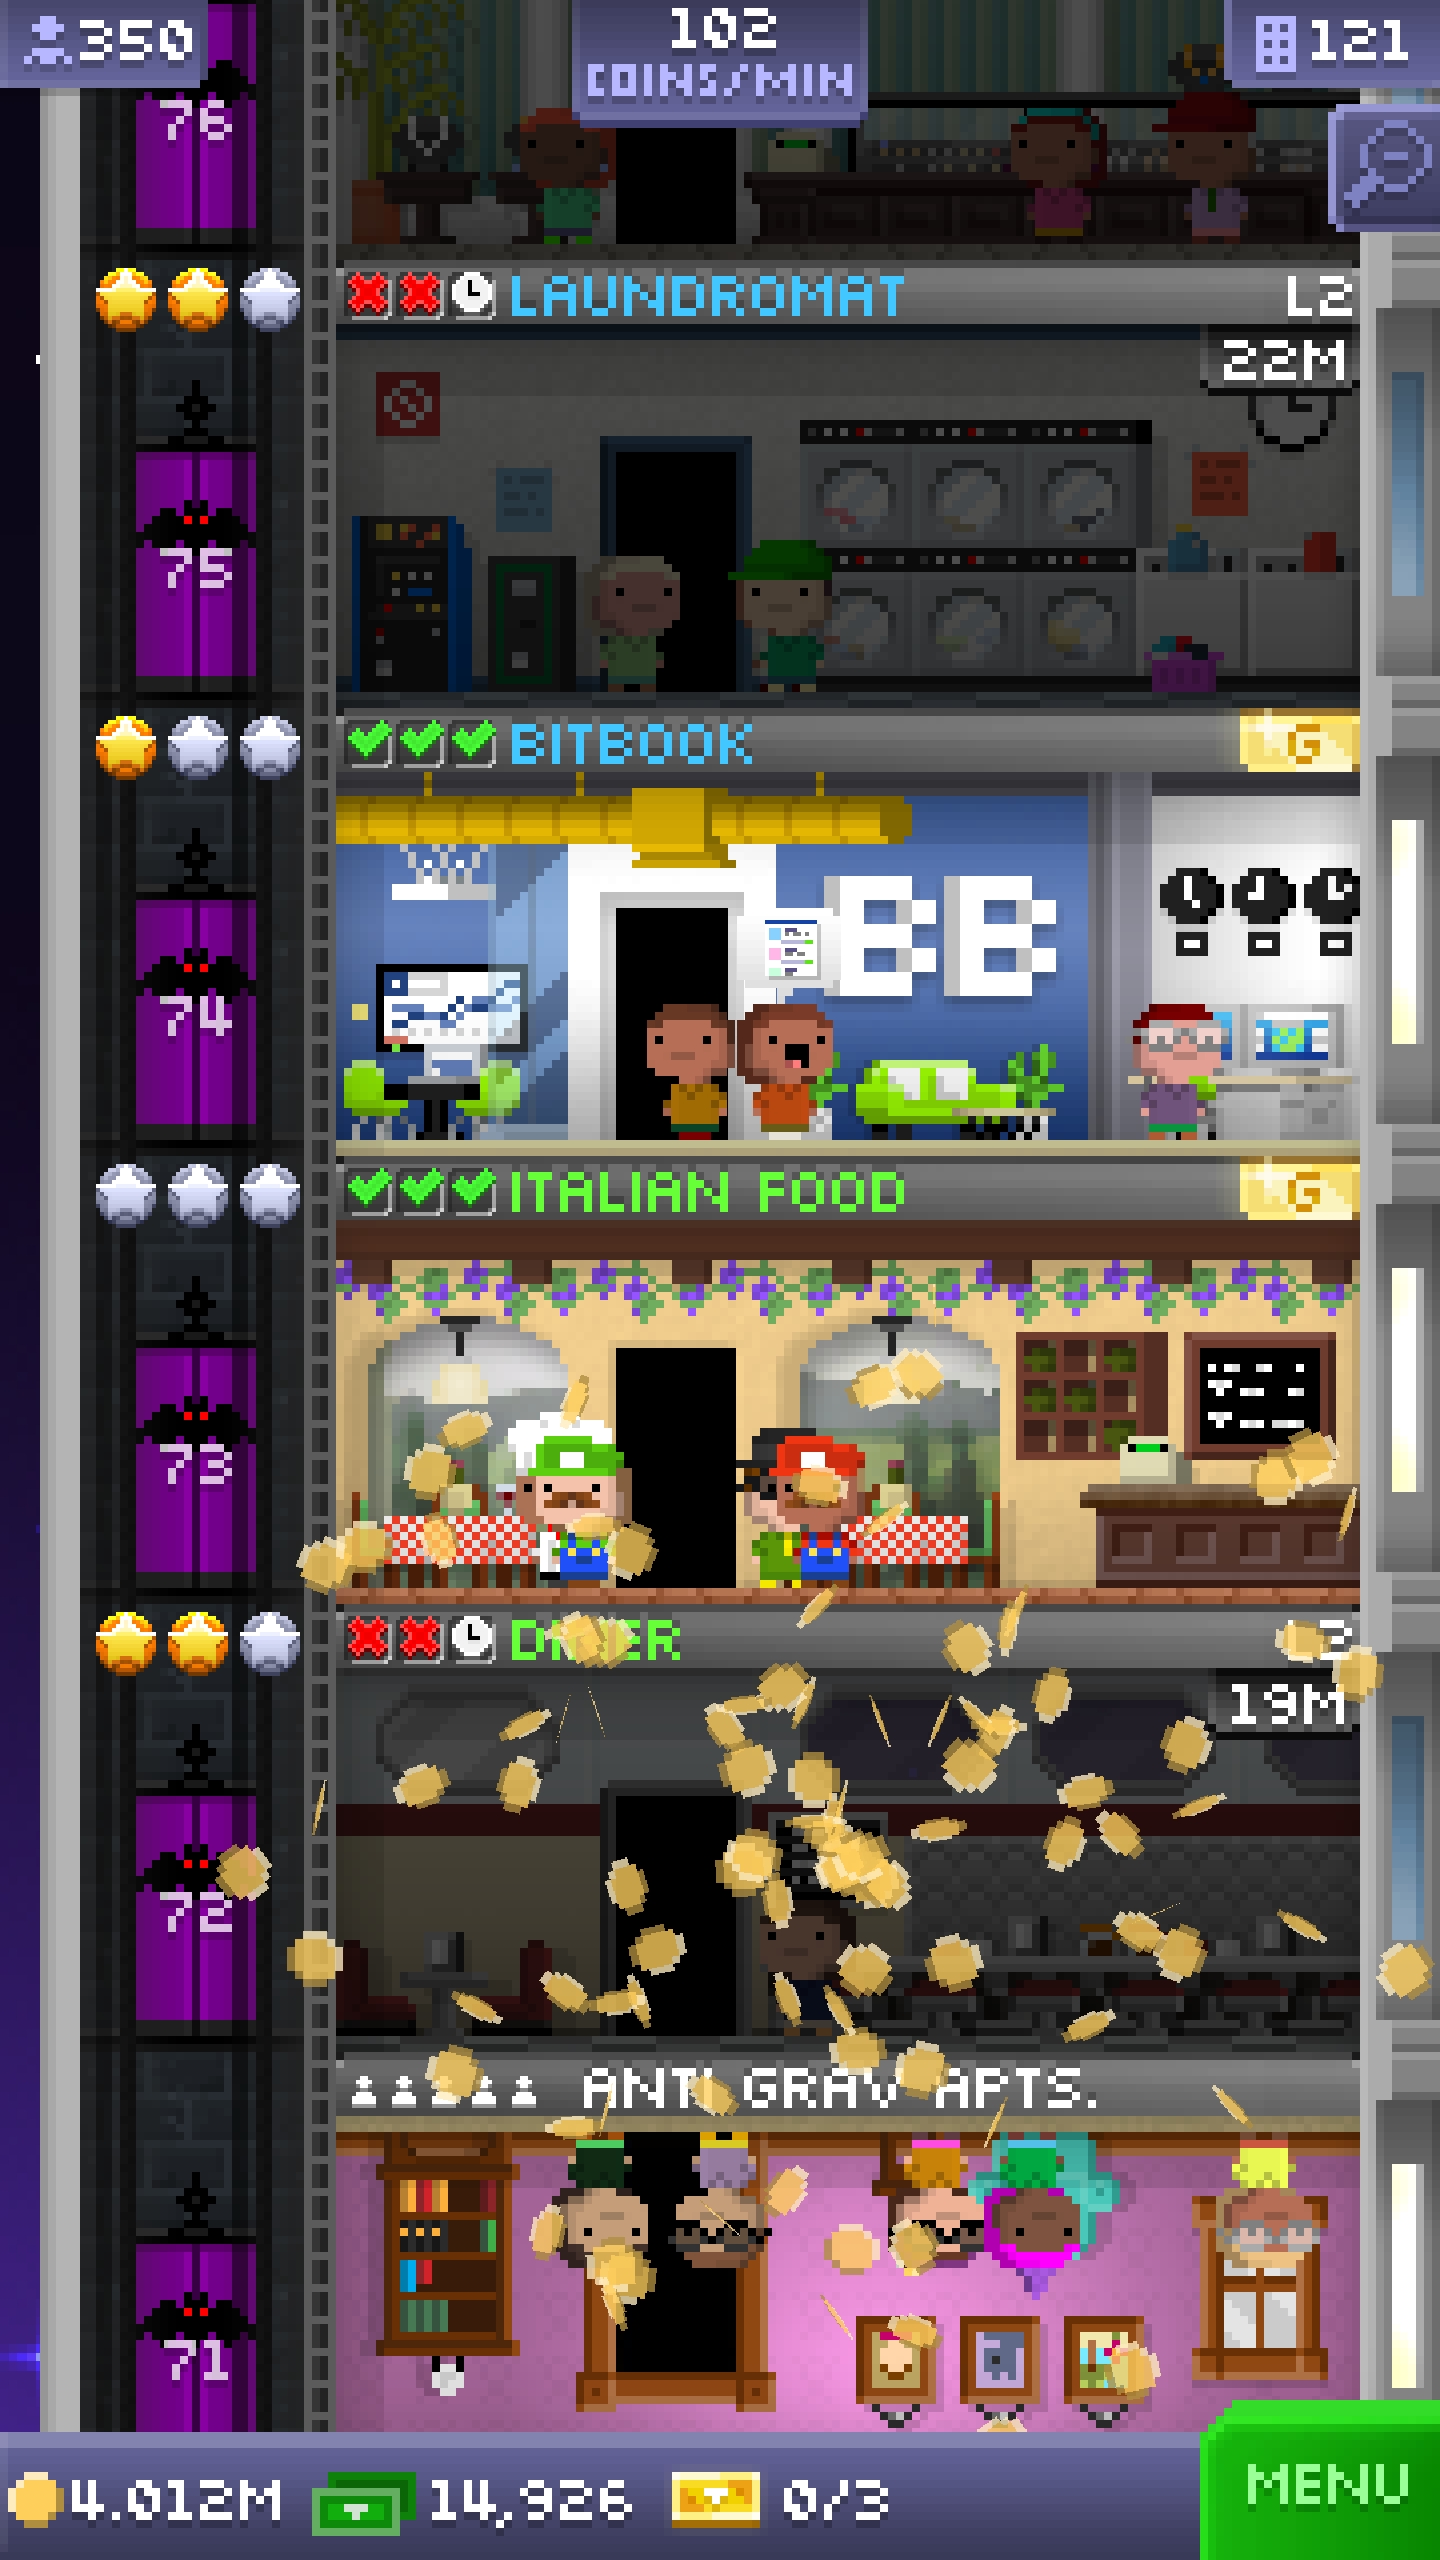 350
102
COINS/MIN
121
76
LAUNDROMAT L2
22M
75
BITBOOK G
BB
74
ITALIAN FOOD G
73
19M
72
APTS.
71
4.012M 14,926 0/3 MENU